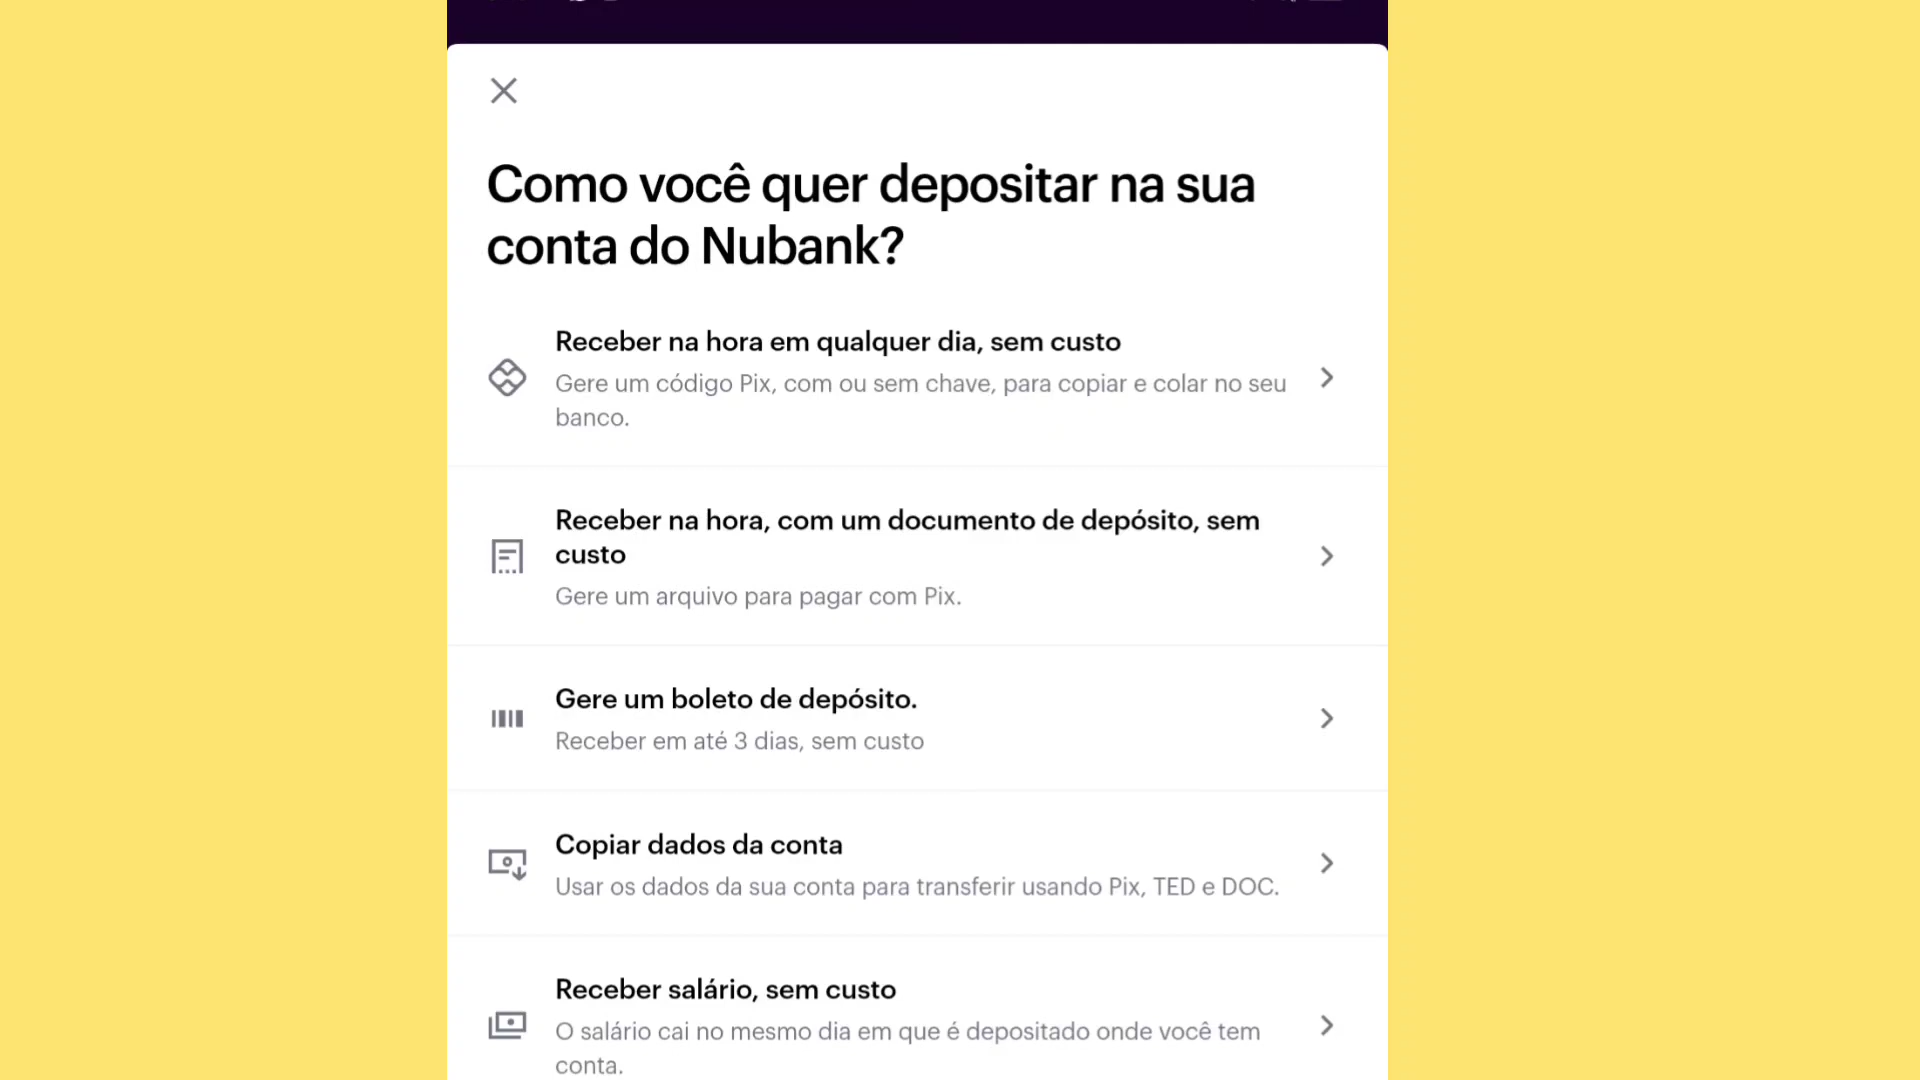 Como você quer depositar na sua
conta do Nubank?
Receber na hora em qualquer dia, sem custo
Gere um código Pix, com ou sem chave, para copiar e colar no seu
banco.
Receber na hora, com um documento de depósito, sem
custo
Gere um arquivo para pagar com Pix.
Gere um boleto de depósito.
Receber em até 3 dias, sem custo
Copiar dados da conta
Usar os dados da sua conta para transferir usando Pix, TED e DOC.
Receber salário, sem custo
O salário cai no mesmo dia em que é depositado onde você tem
conta.